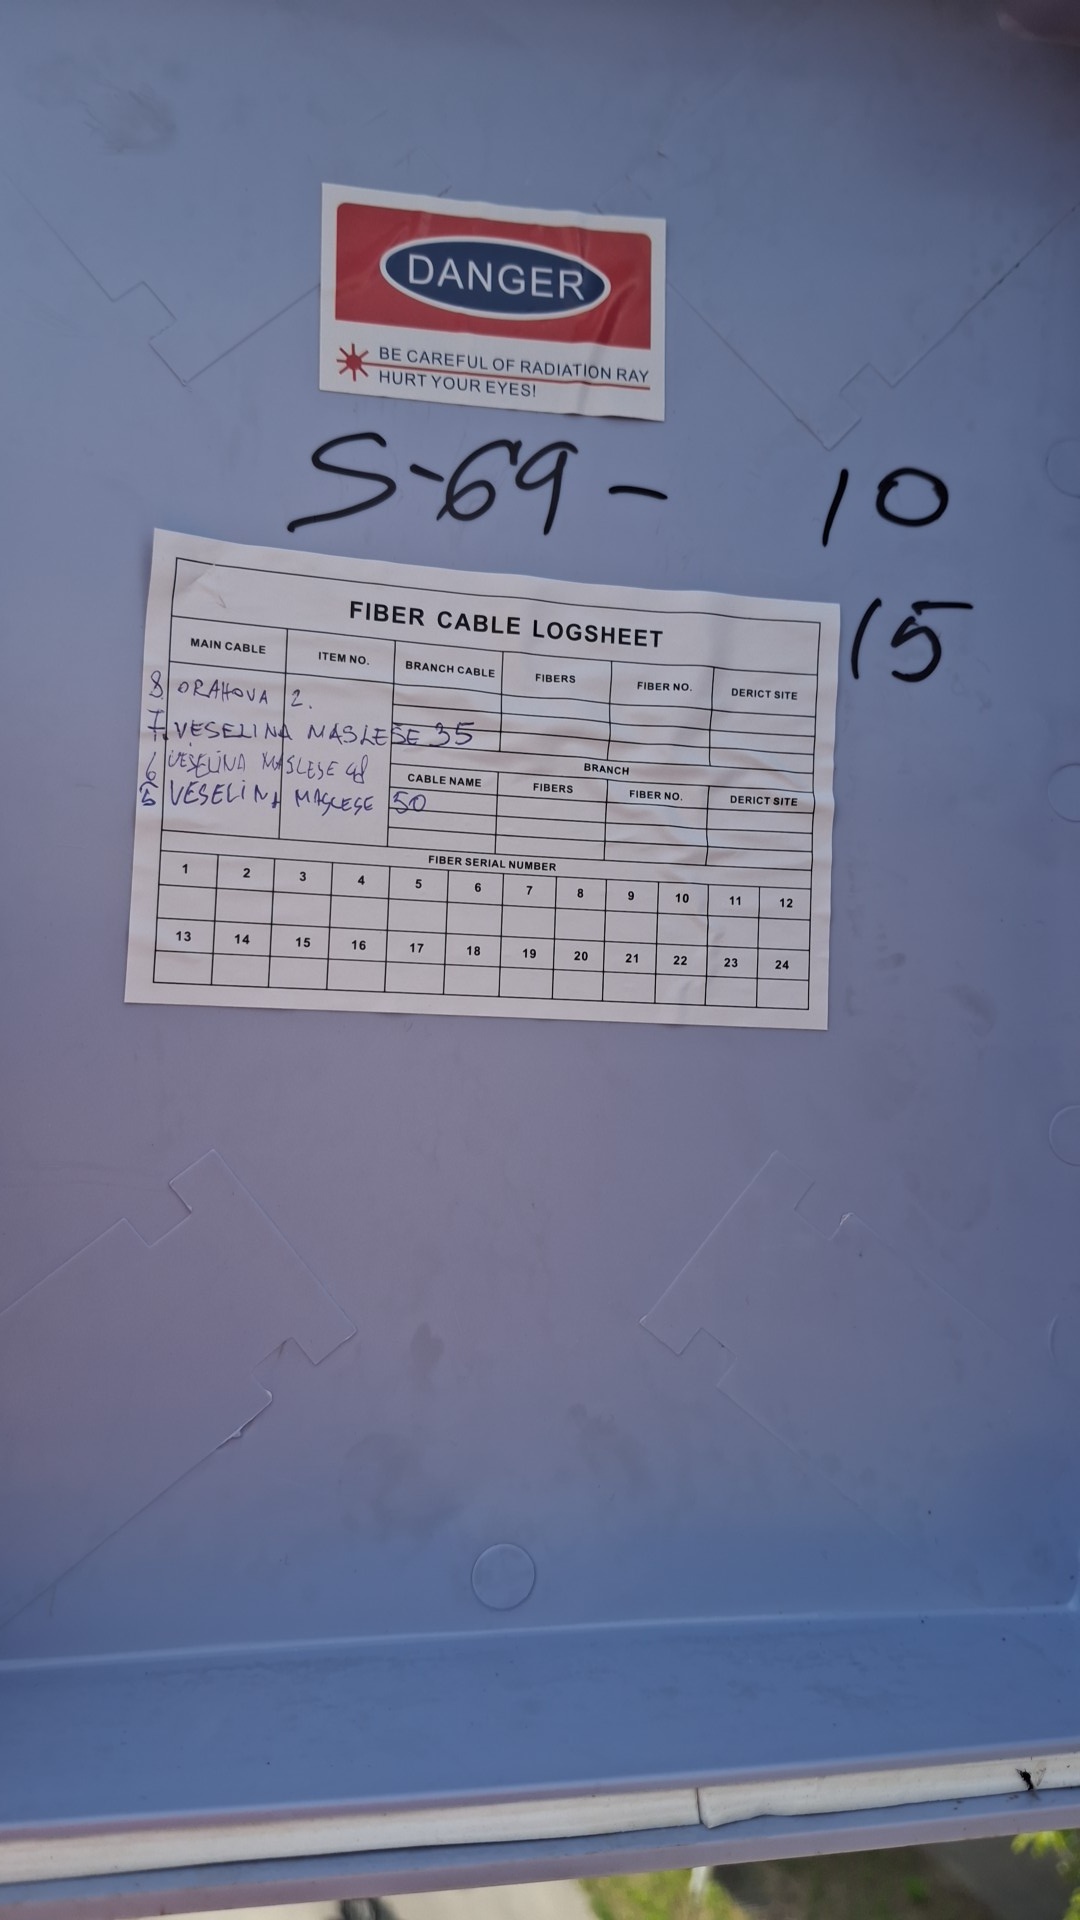 DANGER
BE CAREFUL OF RADIATION RAY
HURT YOUR EYES!
S-69- 10
15
FIBER CABLE LOGSHEET
MAIN CABLE ITEM NO. BRANCH CABLE FIBERS FIBER NO. DERICT SITE
8 ORAHOVA 2.
7. VESELINA MASLEŠE 35
6 VESELINA MASLEŠE 48
5 VESELINA MASLEŠE 50
BRANCH
CABLE NAME FIBERS FIBER NO. DERICT SITE
FIBER SERIAL NUMBER
1 2 3 4 5 6 7 8 9 10 11 12
13 14 15 16 17 18 19 20 21 22 23 24